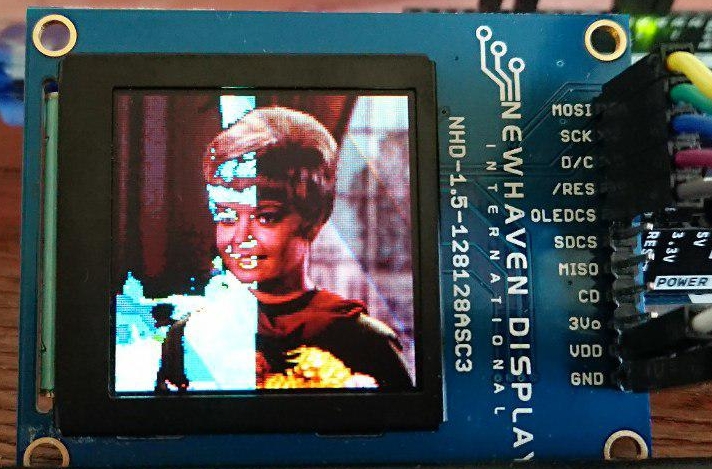 MOSI
SCK
D/C
/RES
OLEDCS
SDCS
MISO
CD
3Vo
VDD
GND
NEWHAVEN DISPLAY
INTERNATIONAL
NHD-1.5-128128ASC3
5V
3.3V
RES
POWER